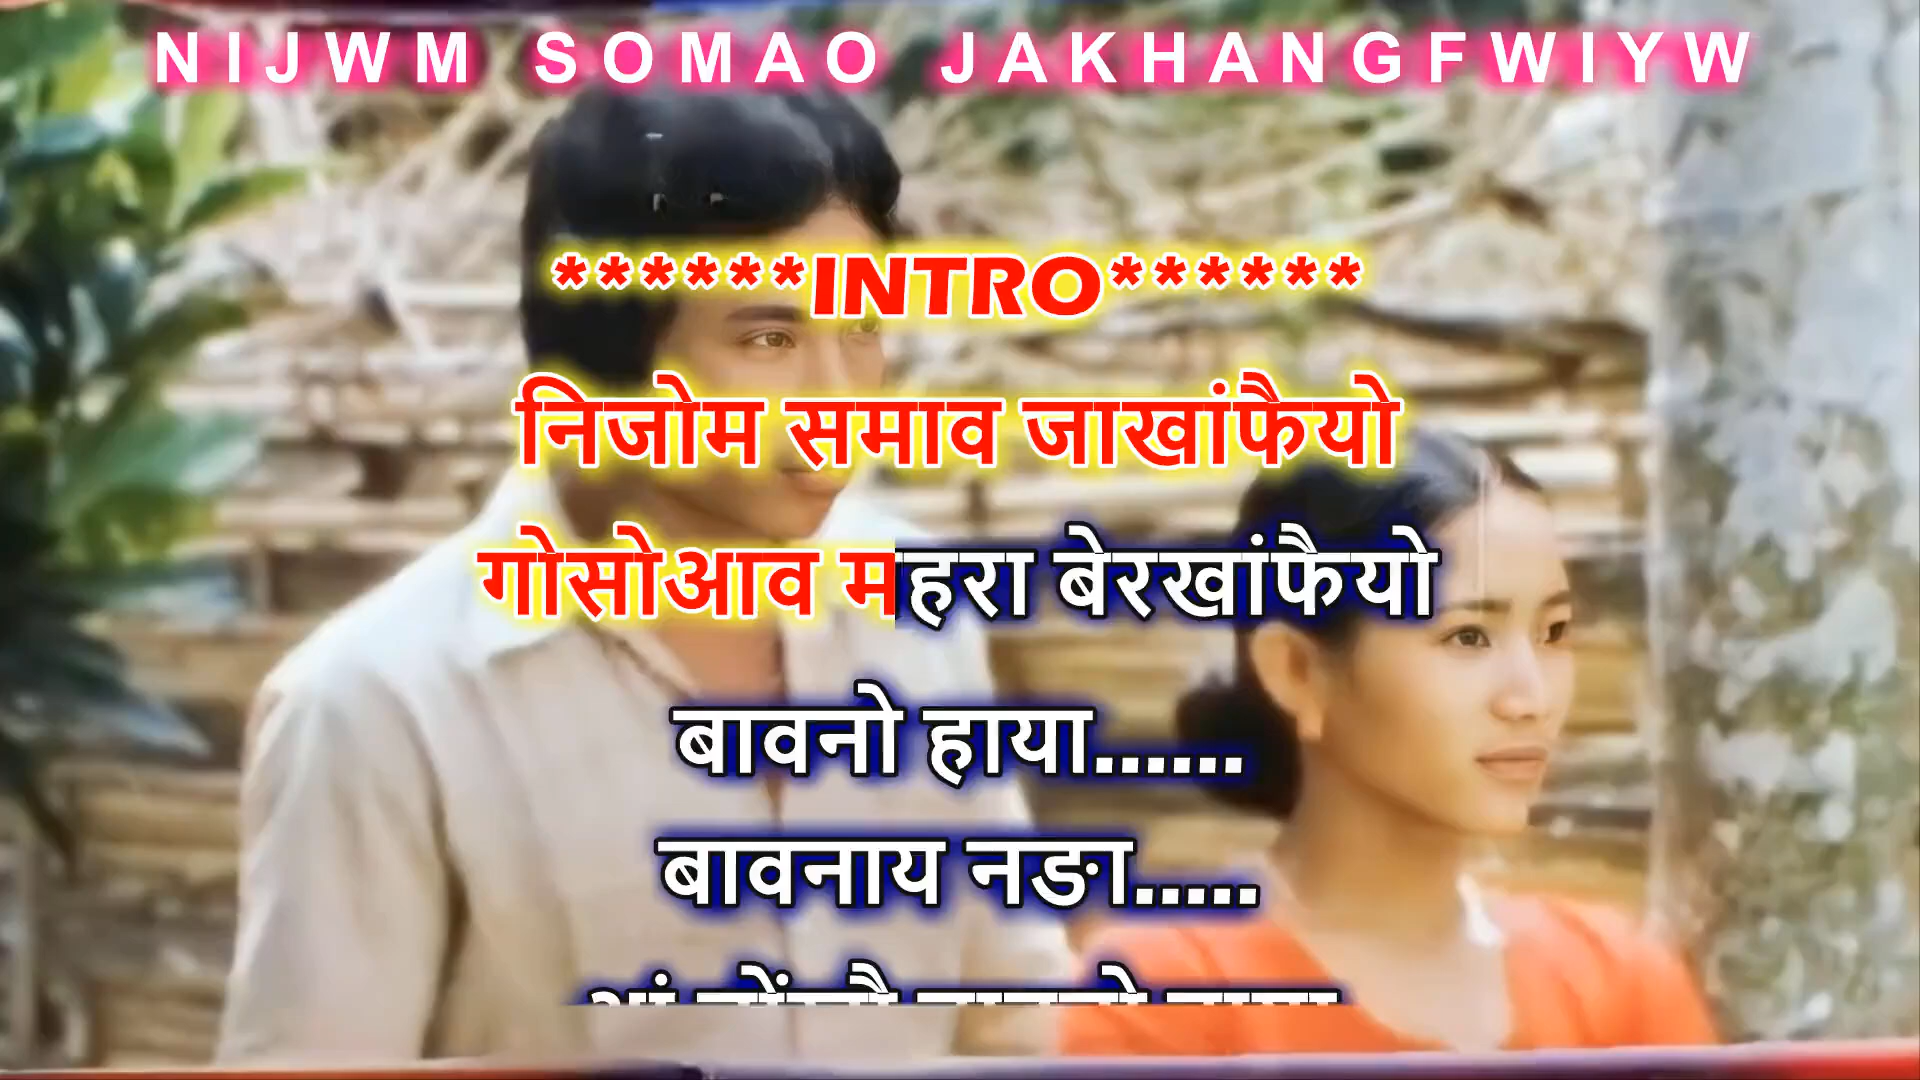 NIJWM SOMAO JAKHANGFWIYW
******INTRO******
निजोम समाव जाखांफैयो
गोसोआव महरा बेरखांफैयो
बावनो हाया......
बावनाय नङा.....